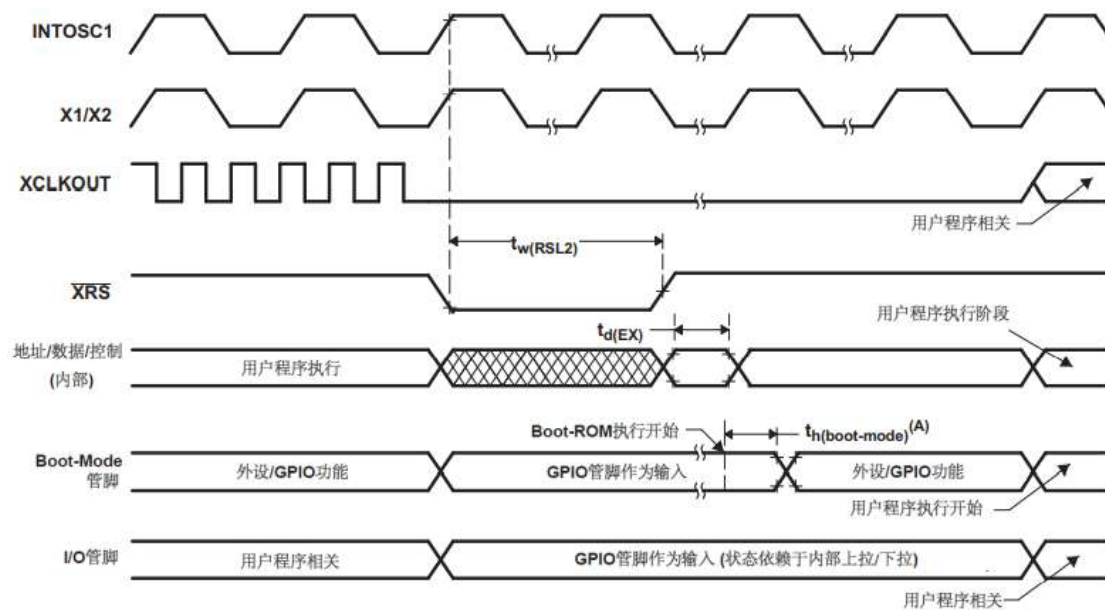 INTOSC1
X1/X2
XCLKOUT
用户程序相关
tw(RSL2)
XRS
用户程序执行阶段
td(EX)
地址/数据/控制
(内部)
用户程序执行
Boot-ROM执行开始
th(boot-mode)(A)
Boot-Mode
管脚
外设/GPIO功能
GPIO管脚作为输入
外设/GPIO功能
用户程序执行开始
I/O管脚
用户程序相关
GPIO管脚作为输入 (状态依赖于内部上拉/下拉)
用户程序相关